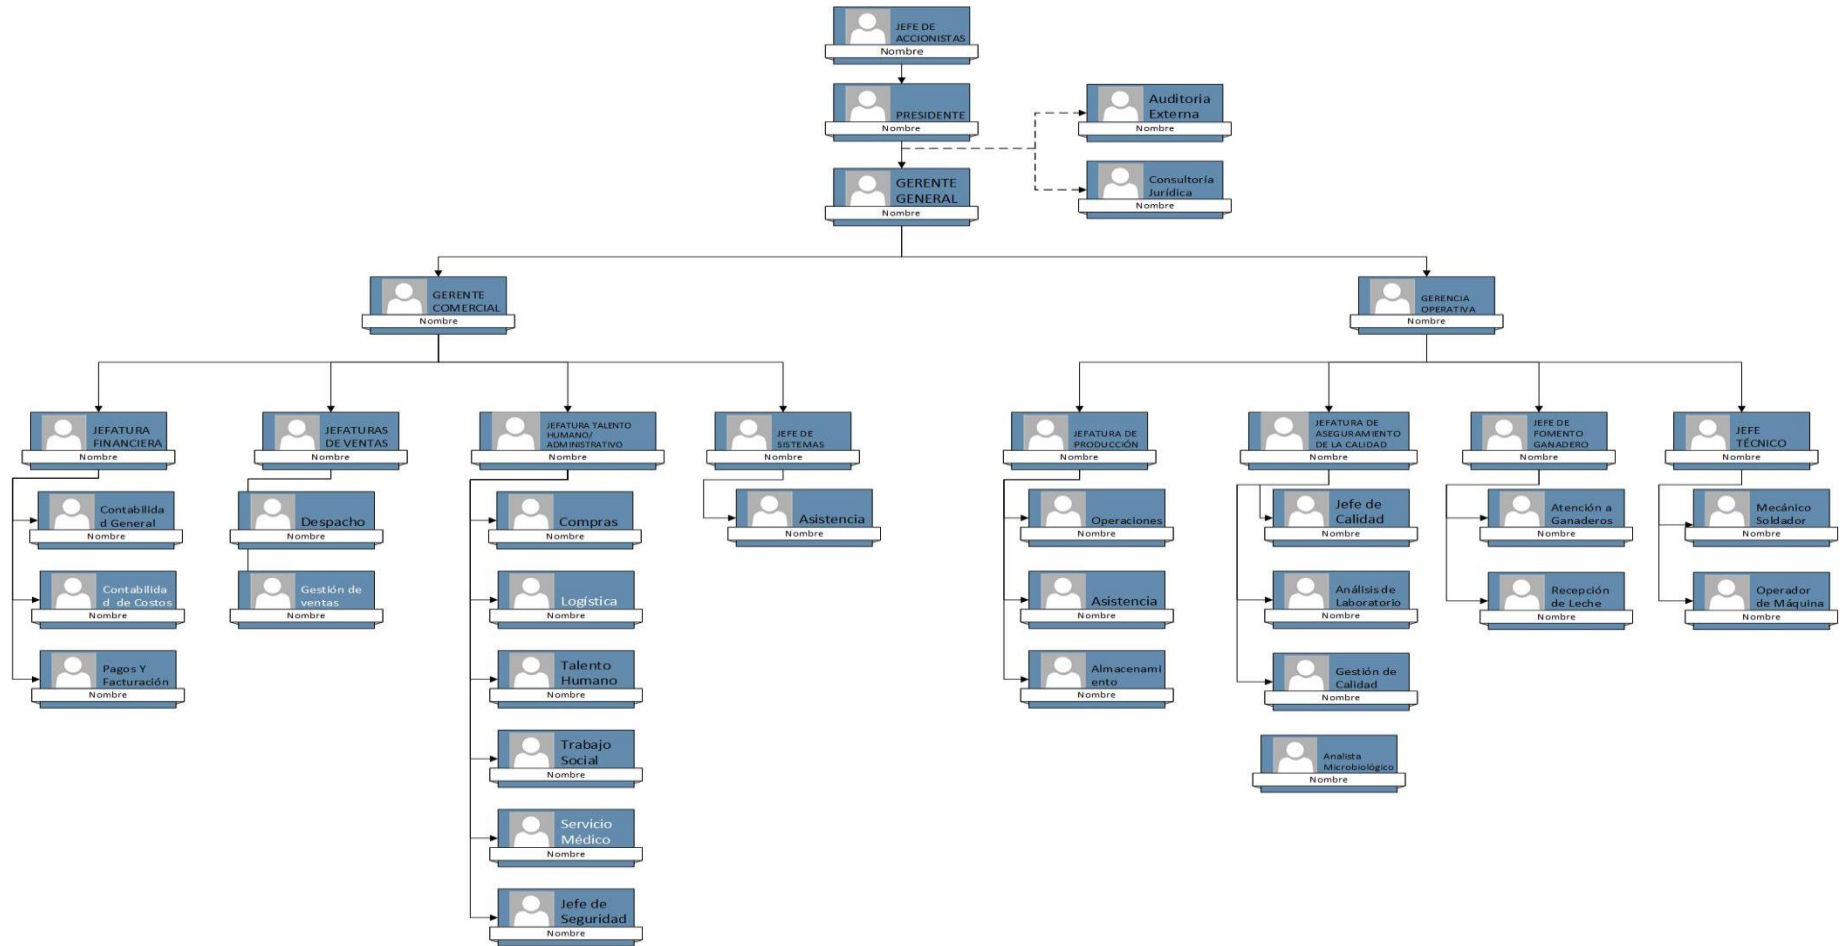 JEFE DE
ACCIONISTAS
Nombre
PRESIDENTE
Nombre
Auditoria
Externa
Nombre
GERENTE
GENERAL
Nombre
Consultoría
Jurídica
Nombre
GERENTE
COMERCIAL
Nombre
GERENCIA
OPERATIVA
Nombre
JEFATURA
FINANCIERA
Nombre
JEFATURAS
DE VENTAS
Nombre
JEFATURA TALENTO
HUMANO/
ADMINISTRATIVO
Nombre
JEFE DE
SISTEMAS
Nombre
JEFATURA DE
PRODUCCIÓN
Nombre
JEFATURA DE
ASEGURAMIENTO
DE LA CALIDAD
Nombre
JEFE DE
FOMENTO
GANADERO
Nombre
JEFE
TÉCNICO
Nombre
Contabilida
d General
Nombre
Despacho
Nombre
Compras
Nombre
Asistencia
Nombre
Operaciones
Nombre
Jefe de
Calidad
Nombre
Atención a
Ganaderos
Nombre
Mecánico
Soldador
Nombre
Contabilida
d de Costos
Nombre
Gestión de
ventas
Nombre
Logística
Nombre
Asistencia
Nombre
Análisis de
Laboratorio
Nombre
Recepción
de Leche
Nombre
Operador
de Máquina
Nombre
Pagos Y
Facturación
Nombre
Talento
Humano
Nombre
Almacenami
ento
Nombre
Gestión de
Calidad
Nombre
Trabajo
Social
Nombre
Analista
Microbiológico
Nombre
Servicio
Médico
Nombre
Jefe de
Seguridad
Nombre